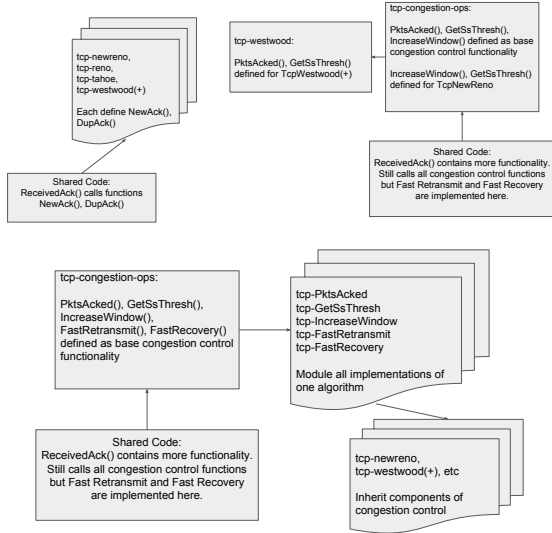 tcp-newreno,
tcp-reno,
tcp-tahoe,
tcp-westwood(+)
Each define NewAck(),
DupAck()
Shared Code:
ReceivedAck() calls functions
NewAck(), DupAck()
tcp-westwood:
PktsAcked(), GetSsThresh()
defined for TcpWestwood(+)
tcp-congestion-ops:
PktsAcked(), GetSsThresh(),
IncreaseWindow() defined as base
congestion control functionality
IncreaseWindow(), GetSsThresh()
defined for TcpNewReno
Shared Code:
ReceivedAck() contains more functionality.
Still calls all congestion control functions
but Fast Retransmit and Fast Recovery
are implemented here.
tcp-congestion-ops:
PktsAcked(), GetSsThresh(),
IncreaseWindow(),
FastRetransmit(), FastRecovery()
defined as base congestion control
functionality
Shared Code:
ReceivedAck() contains more functionality.
Still calls all congestion control functions
but Fast Retransmit and Fast Recovery
are implemented here.
tcp-PktsAcked
tcp-GetSsThresh
tcp-IncreaseWindow
tcp-FastRetransmit
tcp-FastRecovery
Module all implementations of
one algorithm
tcp-newreno,
tcp-westwood(+), etc
Inherit components of
congestion control